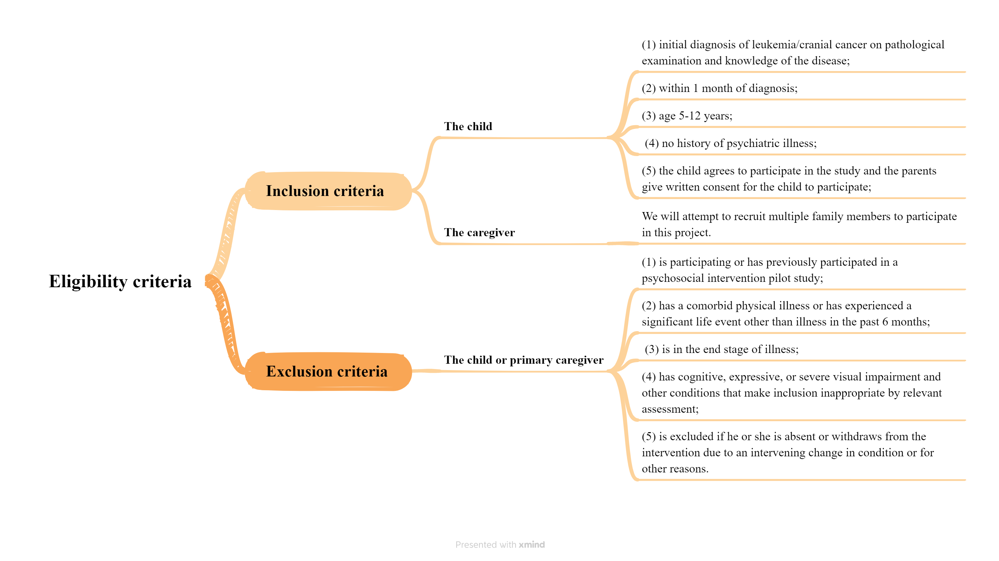 Eligibility criteria
Inclusion criteria
The child
(1) initial diagnosis of leukemia/cranial cancer on pathological
examination and knowledge of the disease;
(2) within 1 month of diagnosis;
(3) age 5-12 years;
(4) no history of psychiatric illness;
(5) the child agrees to participate in the study and the parents
give written consent for the child to participate;
The caregiver
We will attempt to recruit multiple family members to participate
in this project.
Exclusion criteria
The child or primary caregiver
(1) is participating or has previously participated in a
psychosocial intervention pilot study;
(2) has a comorbid physical illness or has experienced a
significant life event other than illness in the past 6 months;
(3) is in the end stage of illness;
(4) has cognitive, expressive, or severe visual impairment and
other conditions that make inclusion inappropriate by relevant
assessment;
(5) is excluded if he or she is absent or withdraws from the
intervention due to an intervening change in condition or for
other reasons.
Presented with xmind